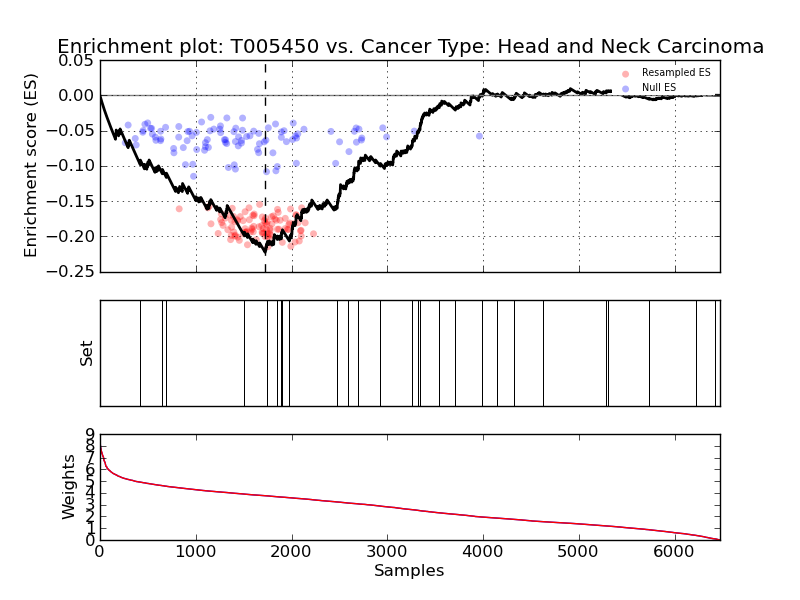 Enrichment plot: T005450 vs. Cancer Type: Head and Neck Carcinoma
Enrichment score (ES)
0.05
0.00
−0.05
−0.10
−0.15
−0.20
−0.25
Resampled ES
Null ES
Set
Weights
9
8
7
6
5
4
3
2
1
0
0 1000 2000 3000 4000 5000 6000
Samples